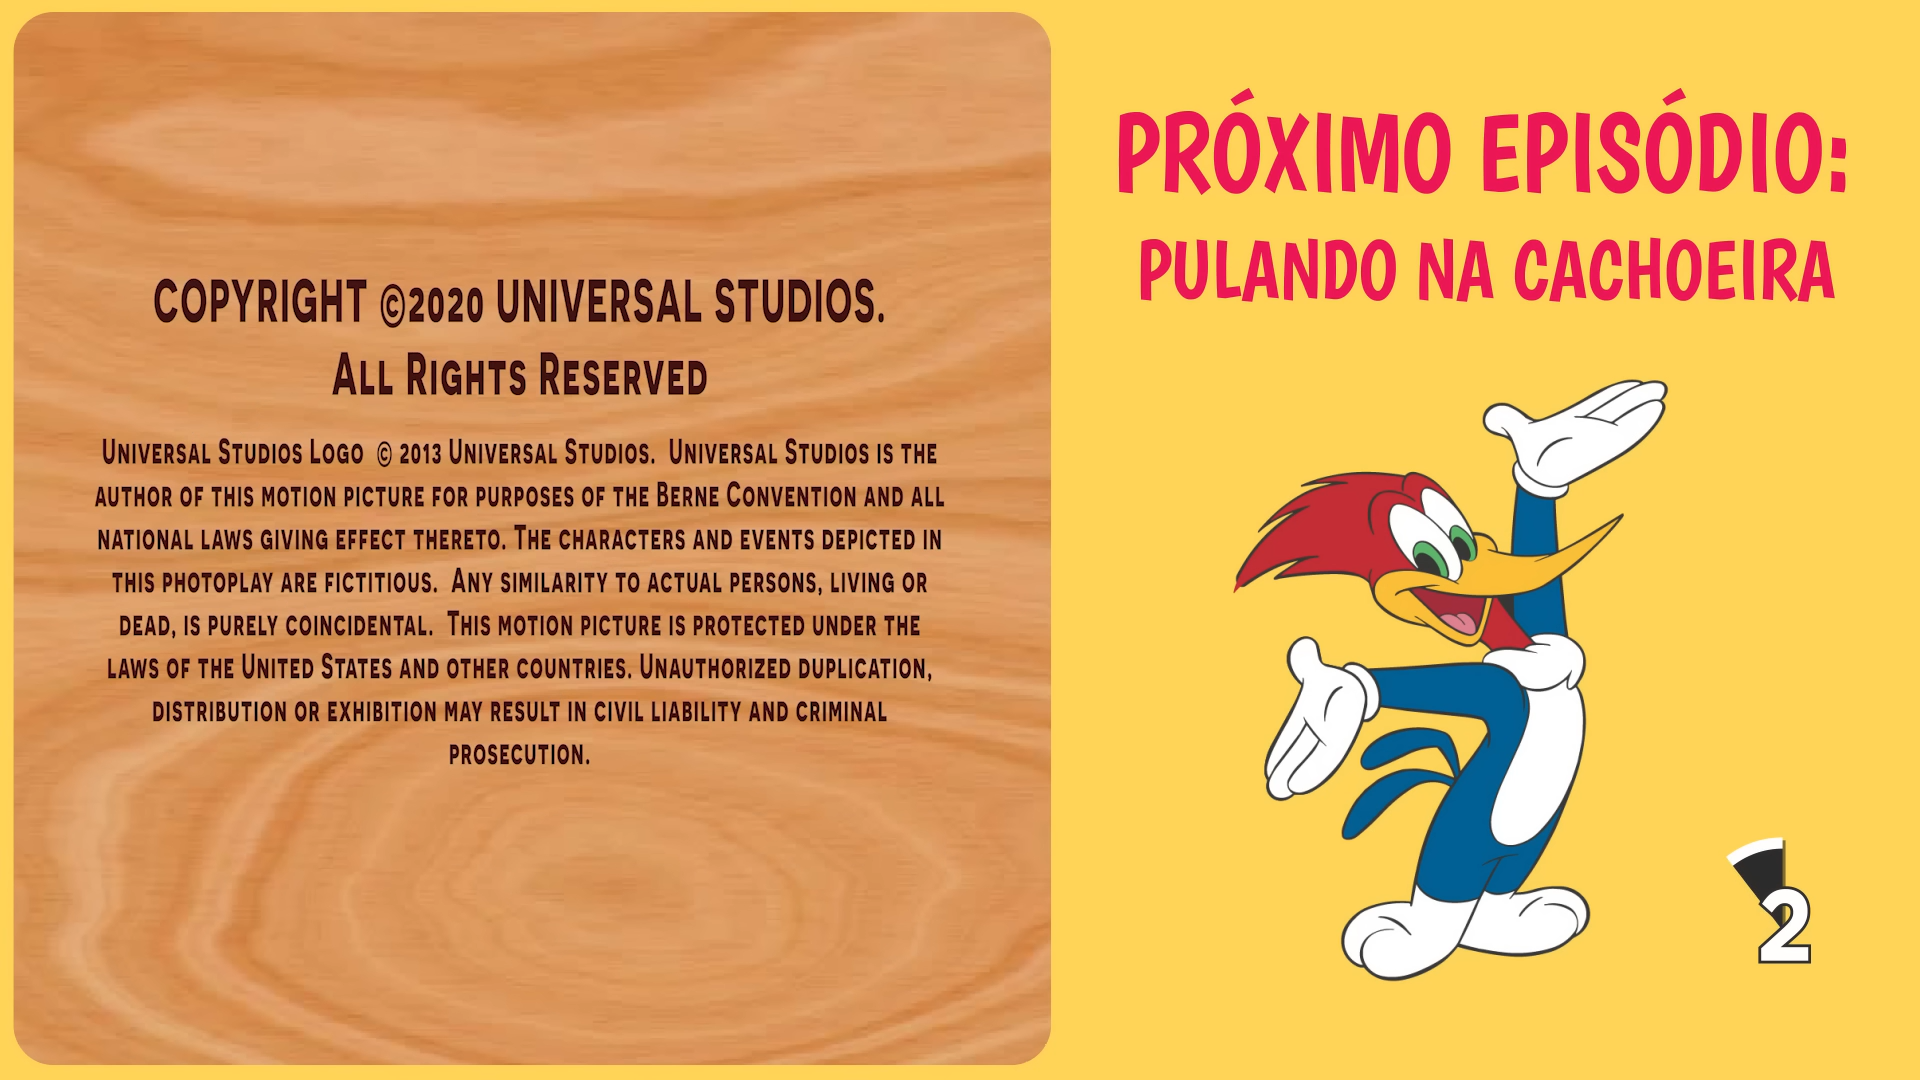 COPYRIGHT ©2020 UNIVERSAL STUDIOS.
ALL RIGHTS RESERVED
UNIVERSAL STUDIOS LOGO © 2013 UNIVERSAL STUDIOS. UNIVERSAL STUDIOS IS THE
AUTHOR OF THIS MOTION PICTURE FOR PURPOSES OF THE BERNE CONVENTION AND ALL
NATIONAL LAWS GIVING EFFECT THERETO. THE CHARACTERS AND EVENTS DEPICTED IN
THIS PHOTOPLAY ARE FICTITIOUS. ANY SIMILARITY TO ACTUAL PERSONS, LIVING OR
DEAD, IS PURELY COINCIDENTAL. THIS MOTION PICTURE IS PROTECTED UNDER THE
LAWS OF THE UNITED STATES AND OTHER COUNTRIES. UNAUTHORIZED DUPLICATION,
DISTRIBUTION OR EXHIBITION MAY RESULT IN CIVIL LIABILITY AND CRIMINAL
PROSECUTION.
PRÓXIMO EPISÓDIO:
PULANDO NA CACHOEIRA
2